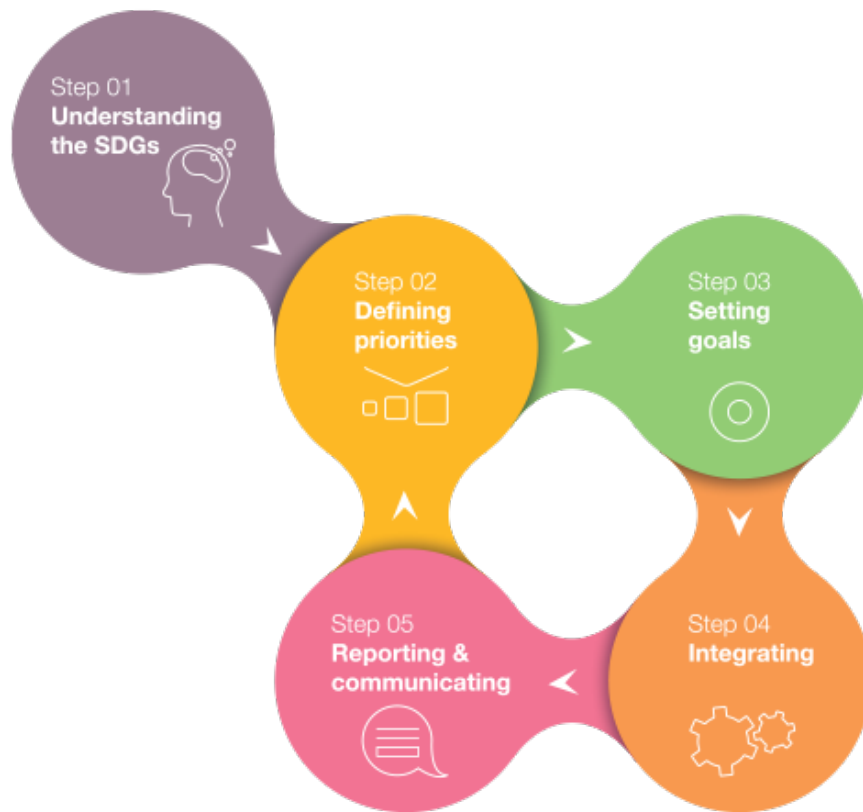 Step 01
Understanding
the SDGs
Step 02
Defining
priorities
Step 03
Setting
goals
Step 04
Integrating
Step 05
Reporting &
communicating